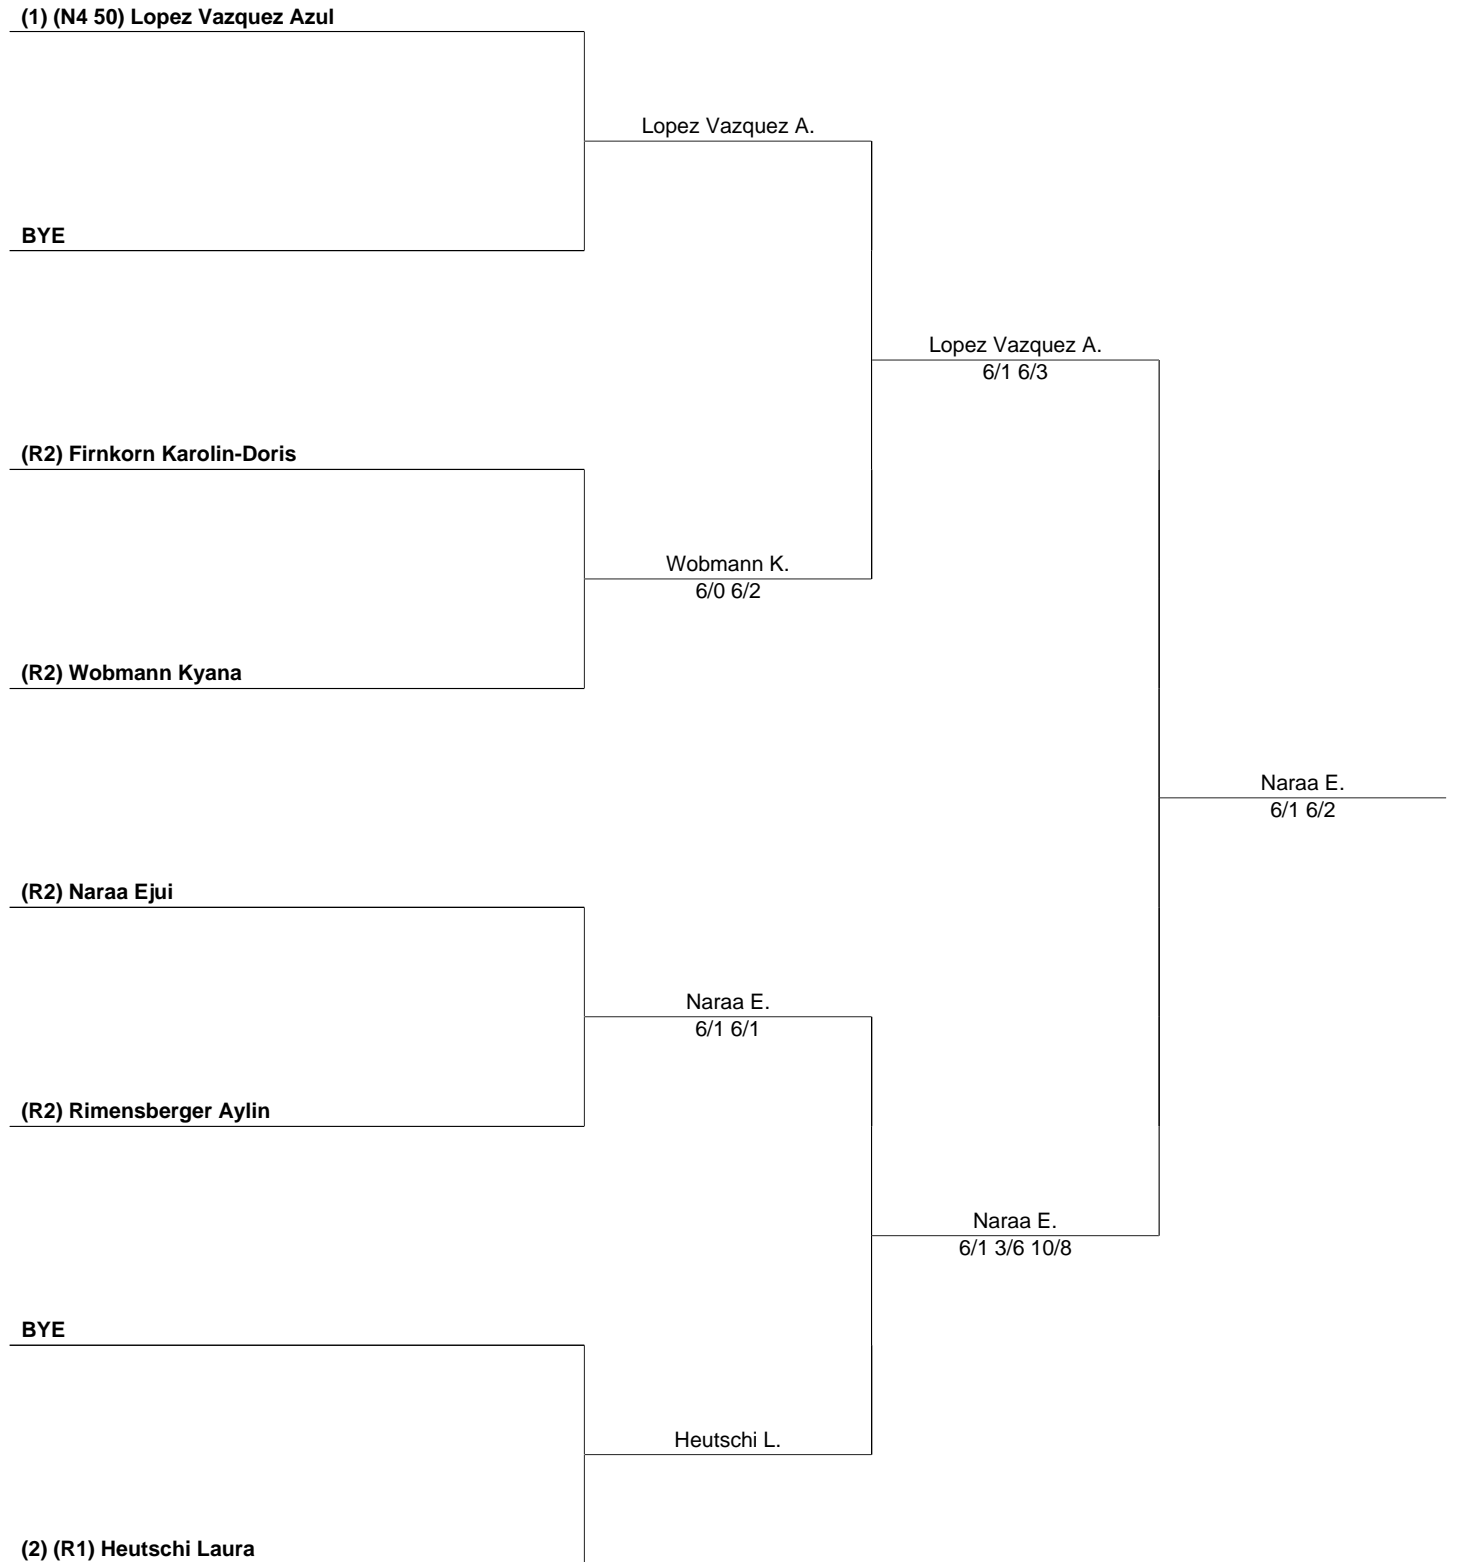 (1) (N4 50) Lopez Vazquez Azul
Lopez Vazquez A.
BYE
Lopez Vazquez A.
6/1 6/3
(R2) Firnkorn Karolin-Doris
Wobmann K.
6/0 6/2
(R2) Wobmann Kyana
Naraa E.
6/1 6/2
(R2) Naraa Ejui
Naraa E.
6/1 6/1
(R2) Rimensberger Aylin
Naraa E.
6/1 3/6 10/8
BYE
Heutschi L.
(2) (R1) Heutschi Laura